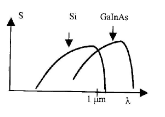 S Si GaInAs
1 μm λ